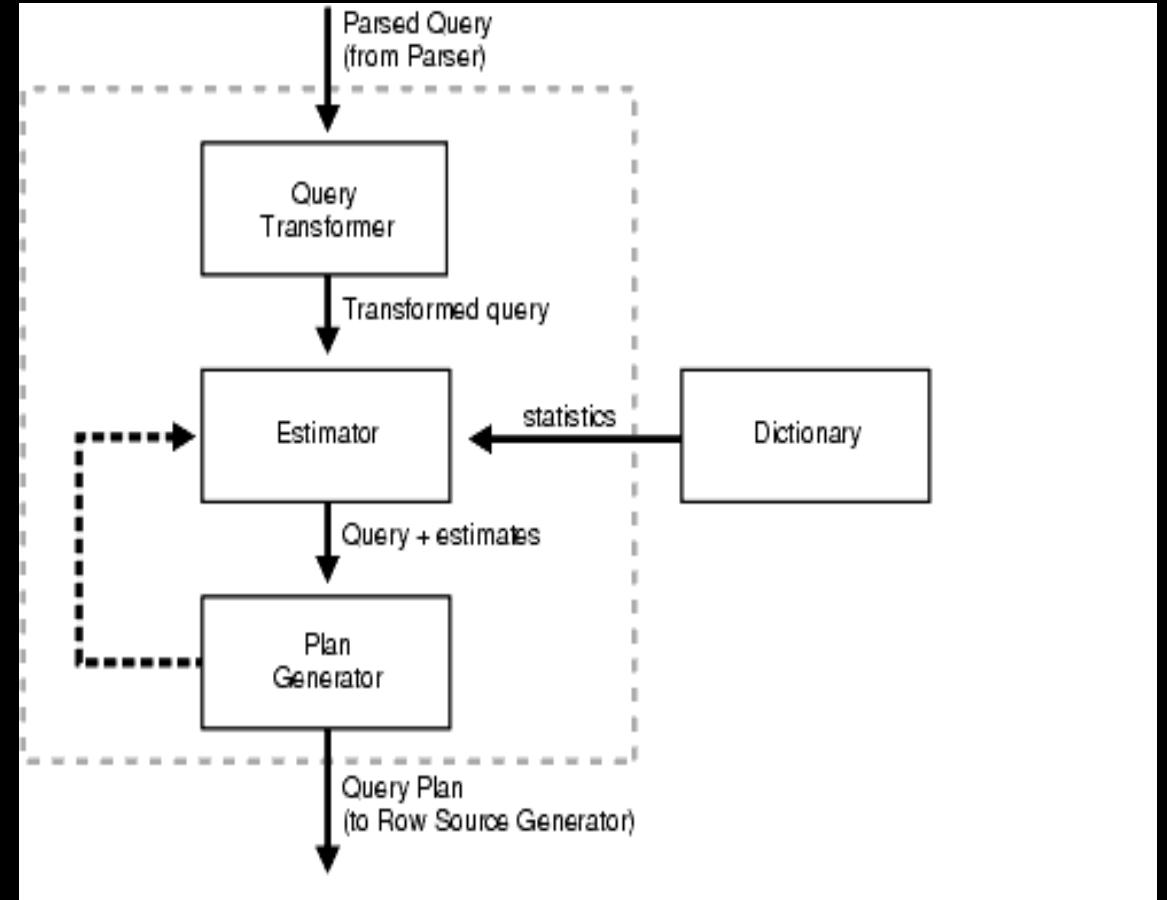 Parsed Query
(from Parser)
Query
Transformer
Transformed query
Estimator
statistics
Dictionary
Query + estimates
Plan
Generator
Query Plan
(to Row Source Generator)